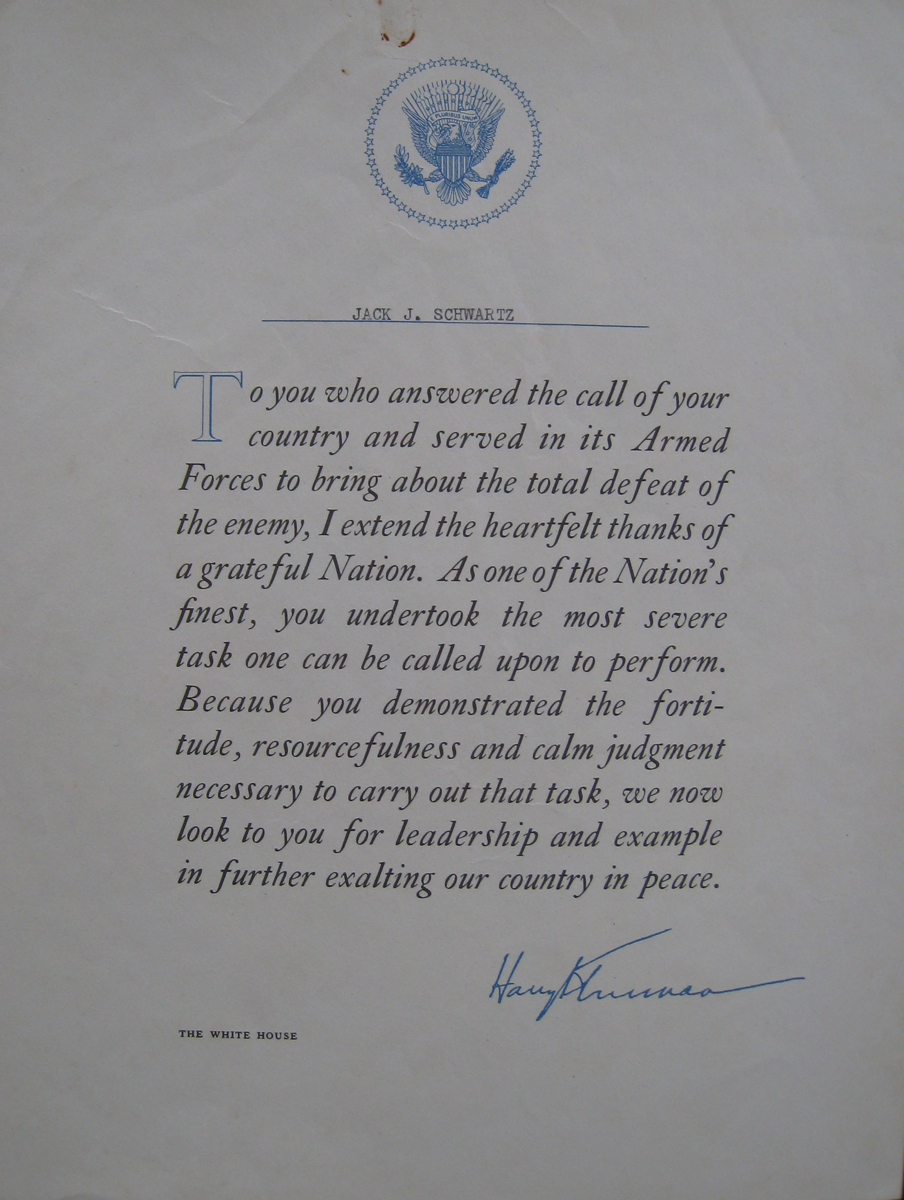 E PLURIBUS UNUM
JACK J. SCHWARTZ
To you who answered the call of your
country and served in its Armed
Forces to bring about the total defeat of
the enemy, I extend the heartfelt thanks of
a grateful Nation. As one of the Nation's
finest, you undertook the most severe
task one can be called upon to perform.
Because you demonstrated the forti-
tude, resourcefulness and calm judgment
necessary to carry out that task, we now
look to you for leadership and example
in further exalting our country in peace.
Harry S Truman
THE WHITE HOUSE